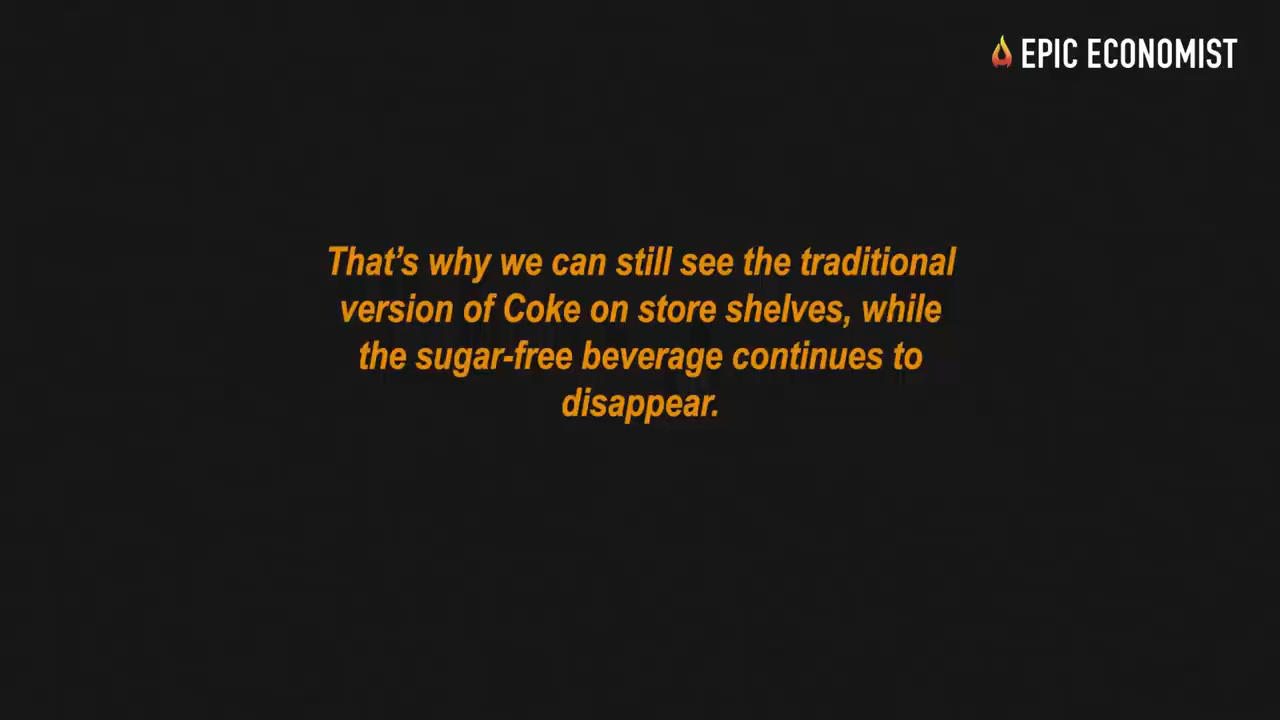 EPIC ECONOMIST
That’s why we can still see the traditional
version of Coke on store shelves, while
the sugar-free beverage continues to
disappear.